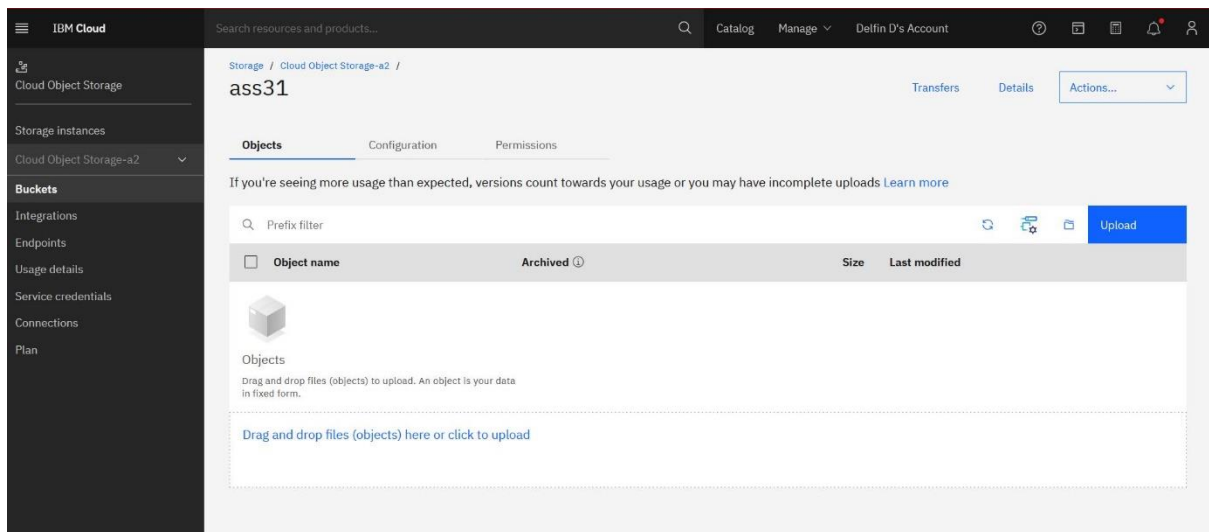 IBM Cloud
Search resources and products...
Catalog
Manage
Delfin D's Account
Cloud Object Storage
Storage instances
Cloud Object Storage-a2
Buckets
Integrations
Endpoints
Usage details
Service credentials
Connections
Plan
Storage / Cloud Object Storage-a2 /
ass31
Transfers
Details
Actions...
Objects
Configuration
Permissions
If you're seeing more usage than expected, versions count towards your usage or you may have incomplete uploads Learn more
Prefix filter
Upload
Object name
Archived
Size
Last modified
Objects
Drag and drop files (objects) to upload. An object is your data
in fixed form.
Drag and drop files (objects) here or click to upload